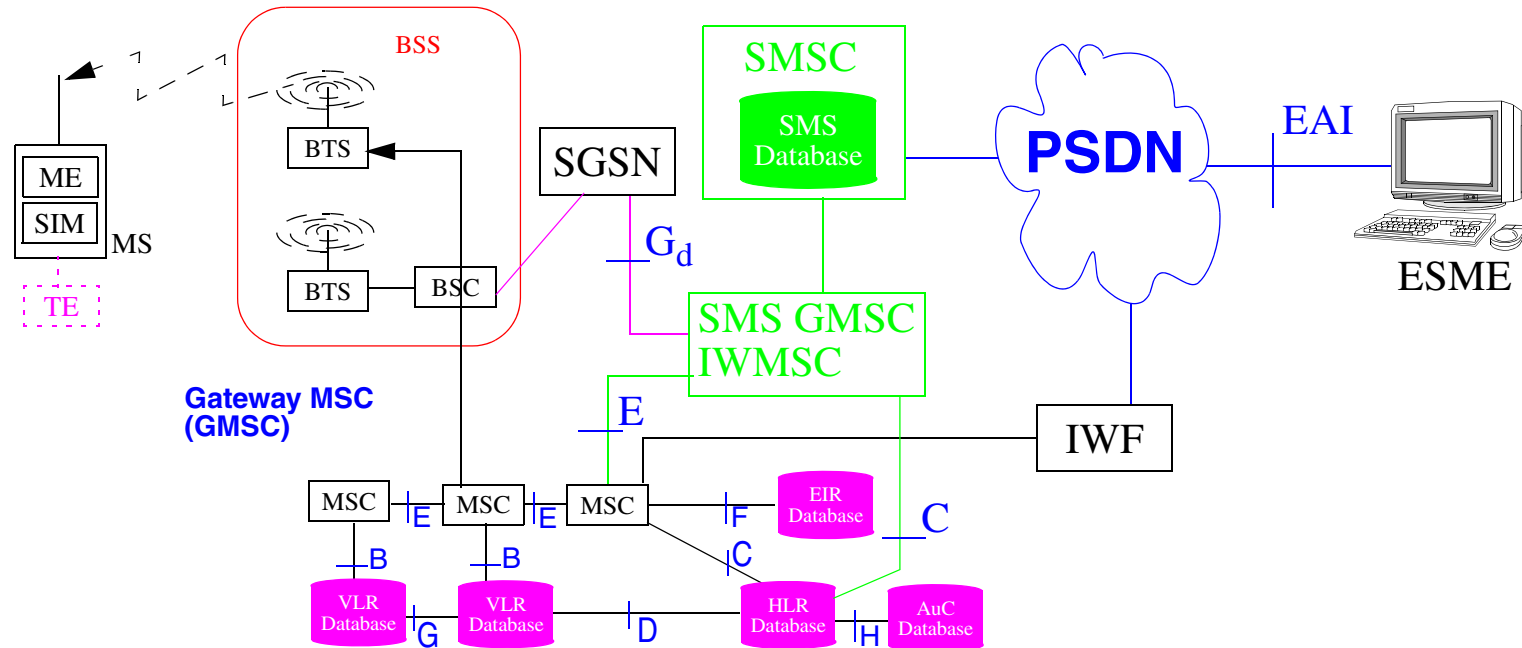 BSS
SMSC
SMS
Database
PSDN
EAI
ESME
BTS
SGSN
ME
SIM
MS
TE
BTS
BSC
Gd
SMS GMSC
IWMSC
Gateway MSC
(GMSC)
E
IWF
MSC
E
MSC
E
MSC
F
EIR
Database
C
B
B
C
VLR
Database
G
VLR
Database
D
HLR
Database
H
AuC
Database